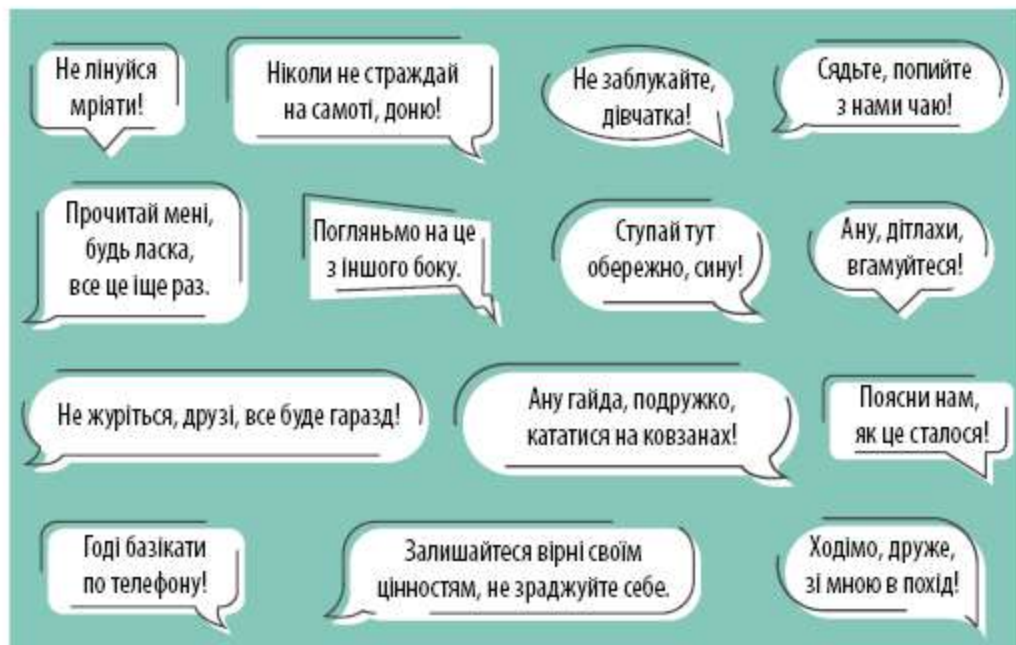 Не лінуйся
мріяти!
Ніколи не страждай
на самоті, доню!
Не заблукайте,
дівчатка!
Сядьте, попийте
з нами чаю!
Прочитай мені,
будь ласка,
все це іще раз.
Погляньмо на це
з іншого боку.
Ступай тут
обережно, сину!
Ану, дітлахи,
вгамуйтеся!
Не журіться, друзі, все буде гаразд!
Ану гайда, подружко,
кататися на ковзанах!
Поясни нам,
як це сталося!
Годі базікати
по телефону!
Залишайтеся вірні своїм
цінностям, не зраджуйте себе.
Ходімо, друже,
зі мною в похід!